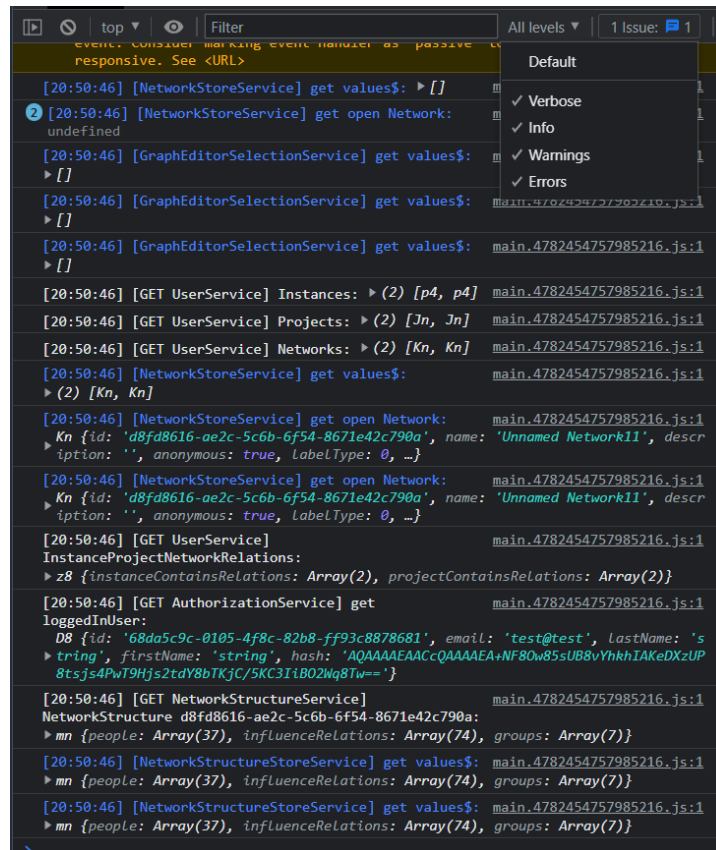 top ▼ Filter All levels ▼ 1 Issue: 1
event. Consider marking event handler as 'passive' to
responsive. See <URL>
Default
✓ Verbose
✓ Info
✓ Warnings
✓ Errors
[20:50:46] [NetworkStoreService] get values$: ▶[]
2 [20:50:46] [NetworkStoreService] get open Network:
undefined
[20:50:46] [GraphEditorSelectionService] get values$:
▶[]
[20:50:46] [GraphEditorSelectionService] get values$: main.4782454757985216.js:1
▶[]
[20:50:46] [GraphEditorSelectionService] get values$: main.4782454757985216.js:1
▶[]
[20:50:46] [GET UserService] Instances: ▶(2) [p4, p4] main.4782454757985216.js:1
[20:50:46] [GET UserService] Projects: ▶(2) [Jn, Jn] main.4782454757985216.js:1
[20:50:46] [GET UserService] Networks: ▶(2) [Kn, Kn] main.4782454757985216.js:1
[20:50:46] [NetworkStoreService] get values$: main.4782454757985216.js:1
▶(2) [Kn, Kn]
[20:50:46] [NetworkStoreService] get open Network: main.4782454757985216.js:1
▶Kn {id: 'd8fd8616-ae2c-5c6b-6f54-8671e42c790a', name: 'Unnamed Network11', descr
iption: '', anonymous: true, labelType: 0, …}
[20:50:46] [NetworkStoreService] get open Network: main.4782454757985216.js:1
▶Kn {id: 'd8fd8616-ae2c-5c6b-6f54-8671e42c790a', name: 'Unnamed Network11', descr
iption: '', anonymous: true, labelType: 0, …}
[20:50:46] [GET UserService] main.4782454757985216.js:1
InstanceProjectNetworkRelations:
▶z8 {instanceContainsRelations: Array(2), projectContainsRelations: Array(2)}
[20:50:46] [GET AuthorizationService] get main.4782454757985216.js:1
loggedInUser:
D8 {id: '68da5c9c-0105-4f8c-82b8-ff93c8878681', email: 'test@test', lastName: 's
▶tring', firstName: 'string', hash: 'AQAAAAEAACcQAAAAEA+NF8Ow85sUB8vYhkhIAKeDXzUP
8tsjs4PwT9Hjs2tdY8bTKjC/5KC3IiBO2Wq8Tw=='}
[20:50:46] [GET NetworkStructureService] main.4782454757985216.js:1
NetworkStructure d8fd8616-ae2c-5c6b-6f54-8671e42c790a:
▶mn {people: Array(37), influenceRelations: Array(74), groups: Array(7)}
[20:50:46] [NetworkStructureStoreService] get values$: main.4782454757985216.js:1
▶mn {people: Array(37), influenceRelations: Array(74), groups: Array(7)}
[20:50:46] [NetworkStructureStoreService] get values$: main.4782454757985216.js:1
▶mn {people: Array(37), influenceRelations: Array(74), groups: Array(7)}